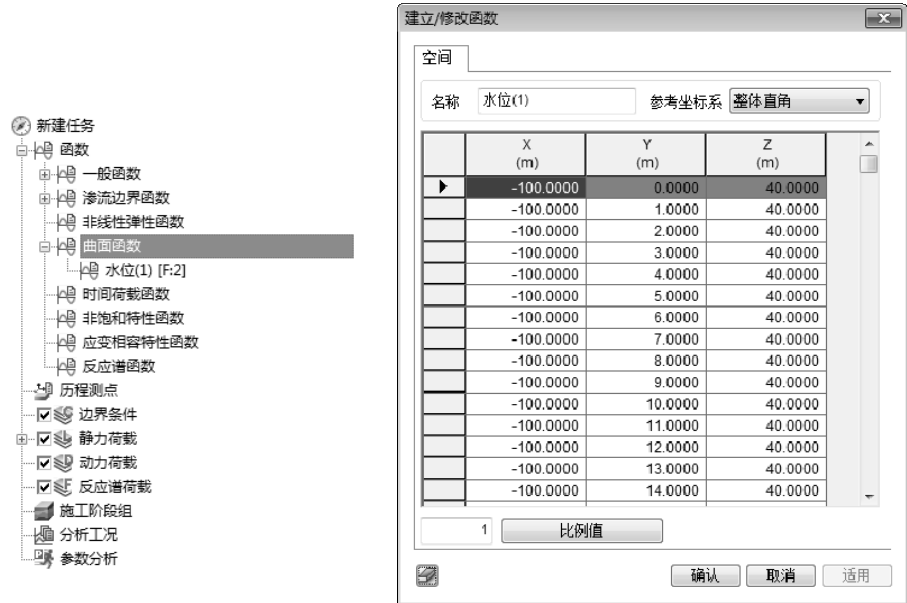 新建任务
函数
一般函数
渗流边界函数
非线性弹性函数
曲面函数
水位(1) [F:2]
时间荷载函数
非饱和特性函数
应变相容特性函数
反应谱函数
历程测点
边界条件
静力荷载
动力荷载
反应谱荷载
施工阶段组
分析工况
参数分析
建立/修改函数
空间
名称 水位(1) 参考坐标系 整体直角
X Y Z
(m) (m) (m)
-100.0000 0.0000 40.0000
-100.0000 1.0000 40.0000
-100.0000 2.0000 40.0000
-100.0000 3.0000 40.0000
-100.0000 4.0000 40.0000
-100.0000 5.0000 40.0000
-100.0000 6.0000 40.0000
-100.0000 7.0000 40.0000
-100.0000 8.0000 40.0000
-100.0000 9.0000 40.0000
-100.0000 10.0000 40.0000
-100.0000 11.0000 40.0000
-100.0000 12.0000 40.0000
-100.0000 13.0000 40.0000
-100.0000 14.0000 40.0000
1 比例值
确认 取消 适用